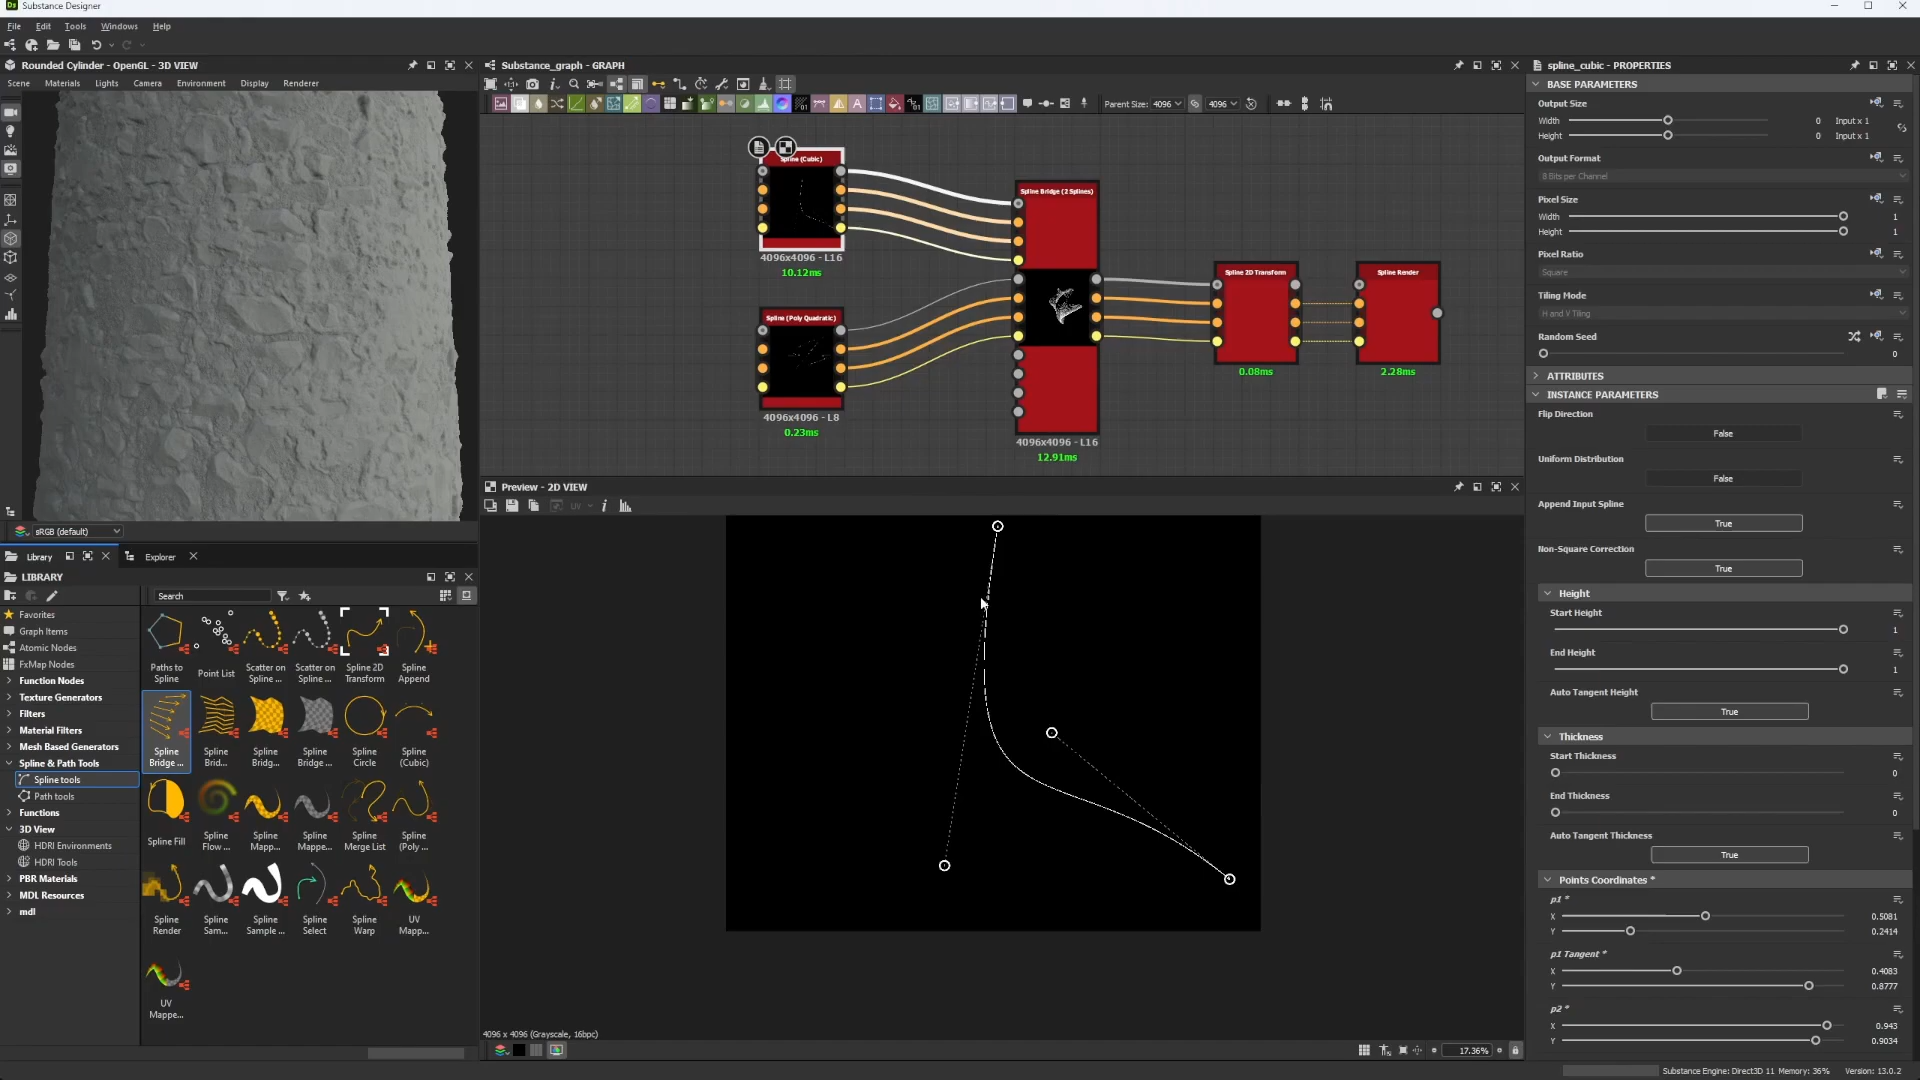 Substance Designer
File Edit Tools Windows Help
Rounded Cylinder - OpenGL - 3D VIEW
Scene Materials Lights Camera Environment Display Renderer
sRGB (default)
Library Explorer
LIBRARY
Search
Favorites
Graph Items
Atomic Nodes
FxMap Nodes
Function Nodes
Texture Generators
Filters
Material Filters
Mesh Based Generators
Spline & Path Tools
Spline tools
Path tools
Functions
3D View
HDRI Environments
HDRI Tools
PBR Materials
MDL Resources
mdl
Paths to Spline
Point List
Scatter on Spline ...
Scatter on Spline ...
Spline 2D Transform
Spline Append
Spline Bridge ...
Spline Brid...
Spline Bridg...
Spline Bridg...
Spline Circle
Spline (Cubic)
Spline Fill
Spline Flow ...
Spline Mapp...
Spline Mappe...
Spline Merge List
Spline (Poly ...
Spline Render
Spline Sam...
Spline Sample ...
Spline Select
Spline Warp
UV Mapp...
UV Mappe...
Substance_graph - GRAPH
Parent Size: 4096 4096
Spline (Cubic)
4096x4096 - L16
10.12ms
Spline (Poly Quadratic)
4096x4096 - L8
0.23ms
Spline Bridge (2 Splines)
4096x4096 - L16
12.91ms
Spline 2D Transform
0.08ms
Spline Render
2.28ms
Preview - 2D VIEW
UV
4096 x 4096 (Grayscale, 16bpc)
17.36%
spline_cubic - PROPERTIES
BASE PARAMETERS
Output Size
Width 0 Input x 1
Height 0 Input x 1
Output Format
8 Bits per Channel
Pixel Size
Width 1
Height 1
Pixel Ratio
Square
Tiling Mode
H and V Tiling
Random Seed
0
ATTRIBUTES
INSTANCE PARAMETERS
Flip Direction
False
Uniform Distribution
False
Append Input Spline
True
Non-Square Correction
True
Height
Start Height
1
End Height
1
Auto Tangent Height
True
Thickness
Start Thickness
0
End Thickness
0
Auto Tangent Thickness
True
Points Coordinates *
p1 *
X 0.5081
Y 0.2414
p1 Tangent *
X 0.4083
Y 0.8777
p2 *
X 0.943
Y 0.9034
Substance Engine: Direct3D 11 Memory: 36% Version: 13.0.2